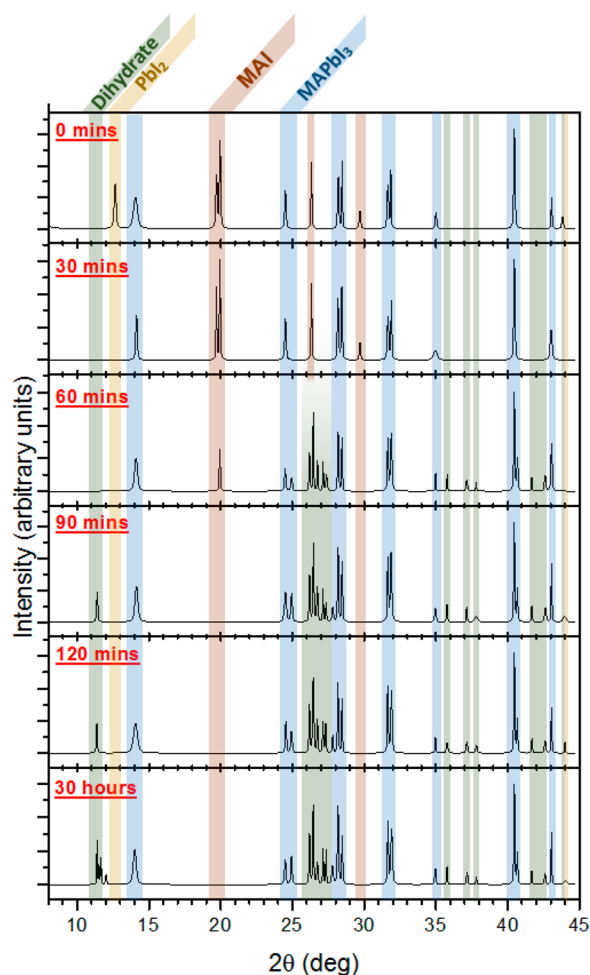 Dihydrate
PbI₂
MAI
MAPbI₃
0 mins
30 mins
60 mins
90 mins
120 mins
30 hours
Intensity (arbitrary units)
10 15 20 25 30 35 40 45
2θ (deg)